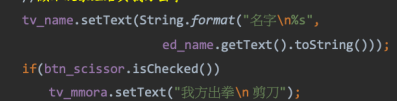 tv_name.setText(String.format("名字\n%s",
ed_name.getText().toString()));
if(btn_scissor.isChecked())
tv_mmora.setText("我方出拳\n 剪刀");